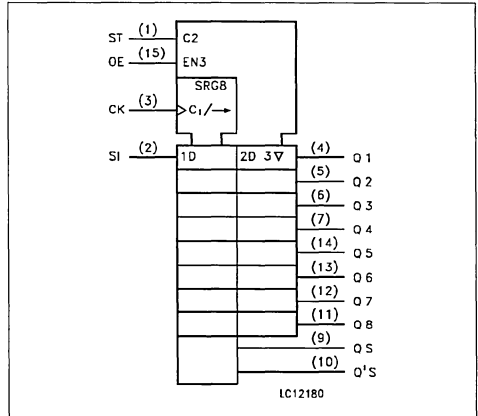 ST (1) C2
OE (15) EN3
SRG8
CK (3) C1/→
SI (2) 1D 2D 3▽ (4) Q1
(5) Q2
(6) Q3
(7) Q4
(14) Q5
(13) Q6
(12) Q7
(11) Q8
(9) QS
(10) Q'S
LC12180